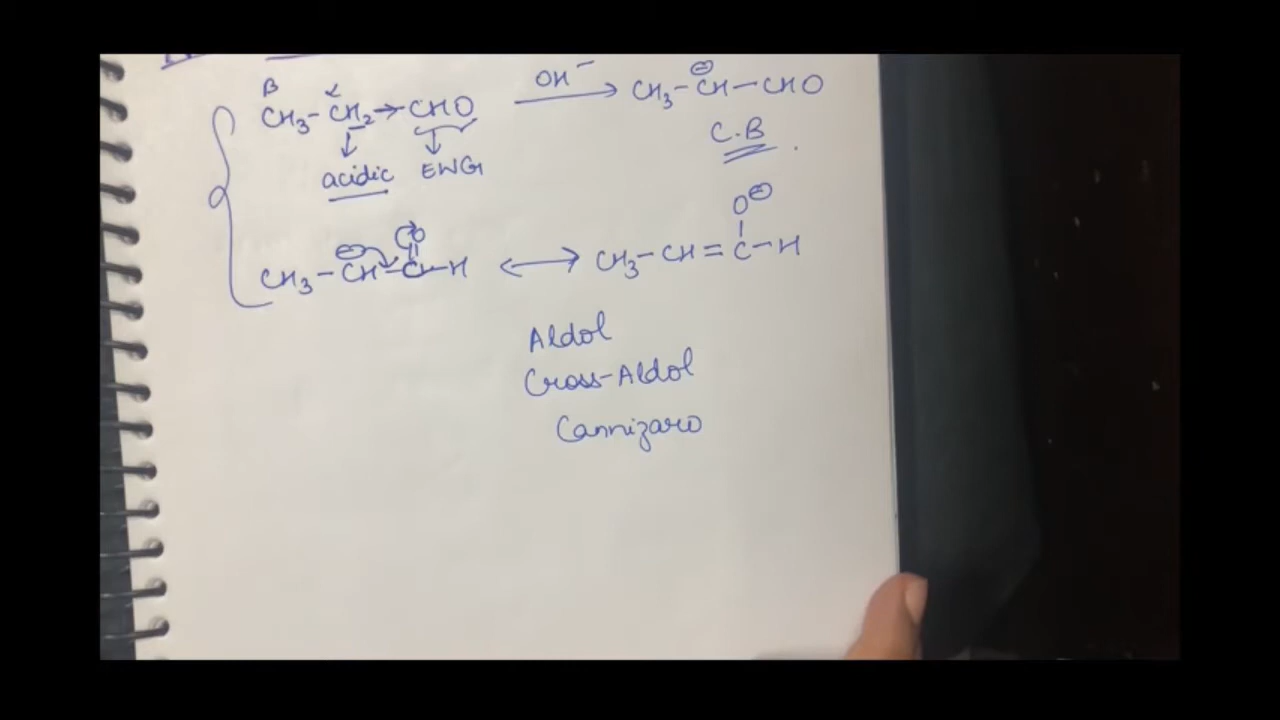 β α
CH₃-CH₂→CHO OH⁻ → CH₃-CH-CHO
⊖
acidic EWG C.B
CH₃-CH-C-H ⟷ CH₃-CH=C-H
⊖ O O⊖
Aldol
Cross-Aldol
Cannizaro